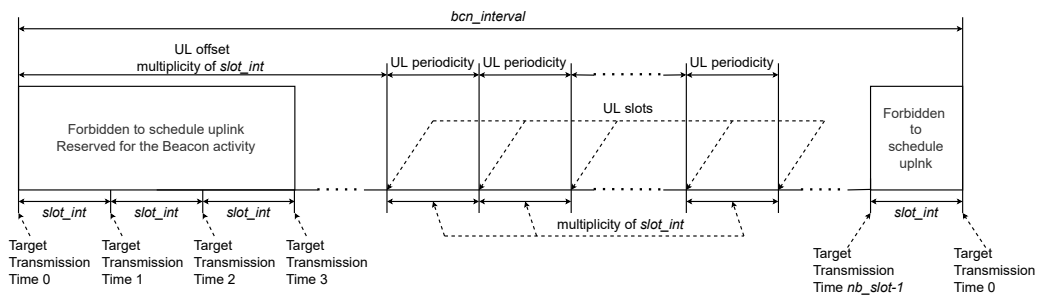 bcn_interval
UL offset
multiplicity of slot_int
UL periodicity
UL periodicity
UL periodicity
UL slots
Forbidden to schedule uplink
Reserved for the Beacon activity
Forbidden
to
schedule
uplnk
slot_int
slot_int
slot_int
multiplicity of slot_int
slot_int
Target
Transmission
Time 0
Target
Transmission
Time 1
Target
Transmission
Time 2
Target
Transmission
Time 3
Target
Transmission
Time nb_slot-1
Target
Transmission
Time 0